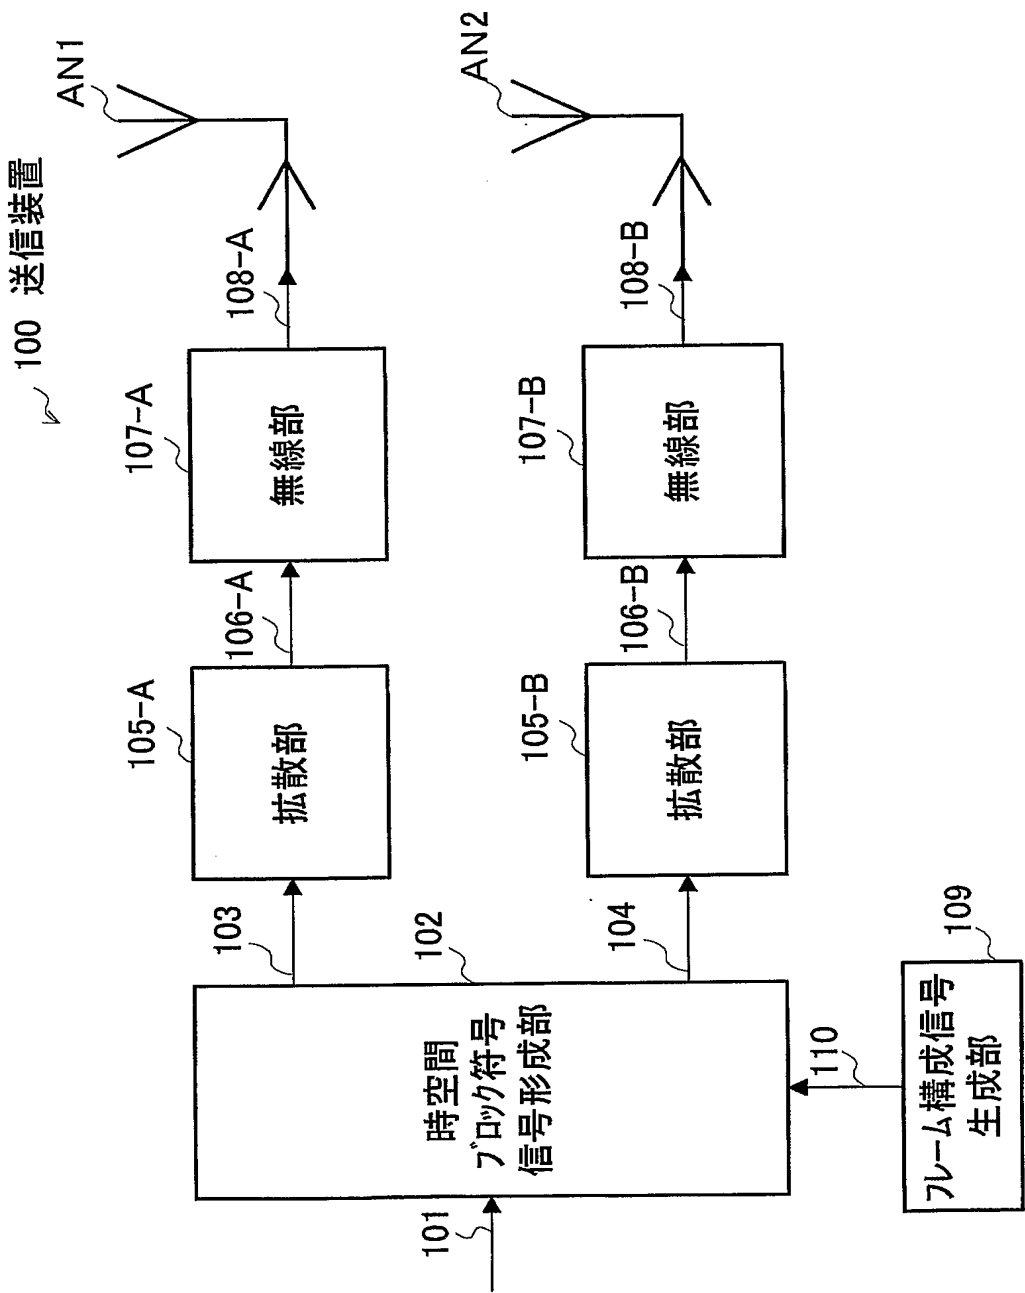 100 送信装置
AN1
108-A
107-A
無線部
106-A
105-A
拡散部
103
AN2
108-B
107-B
無線部
106-B
105-B
拡散部
104
102
時空間
ブロック符号
信号形成部
101
110
109
フレーム構成信号
生成部